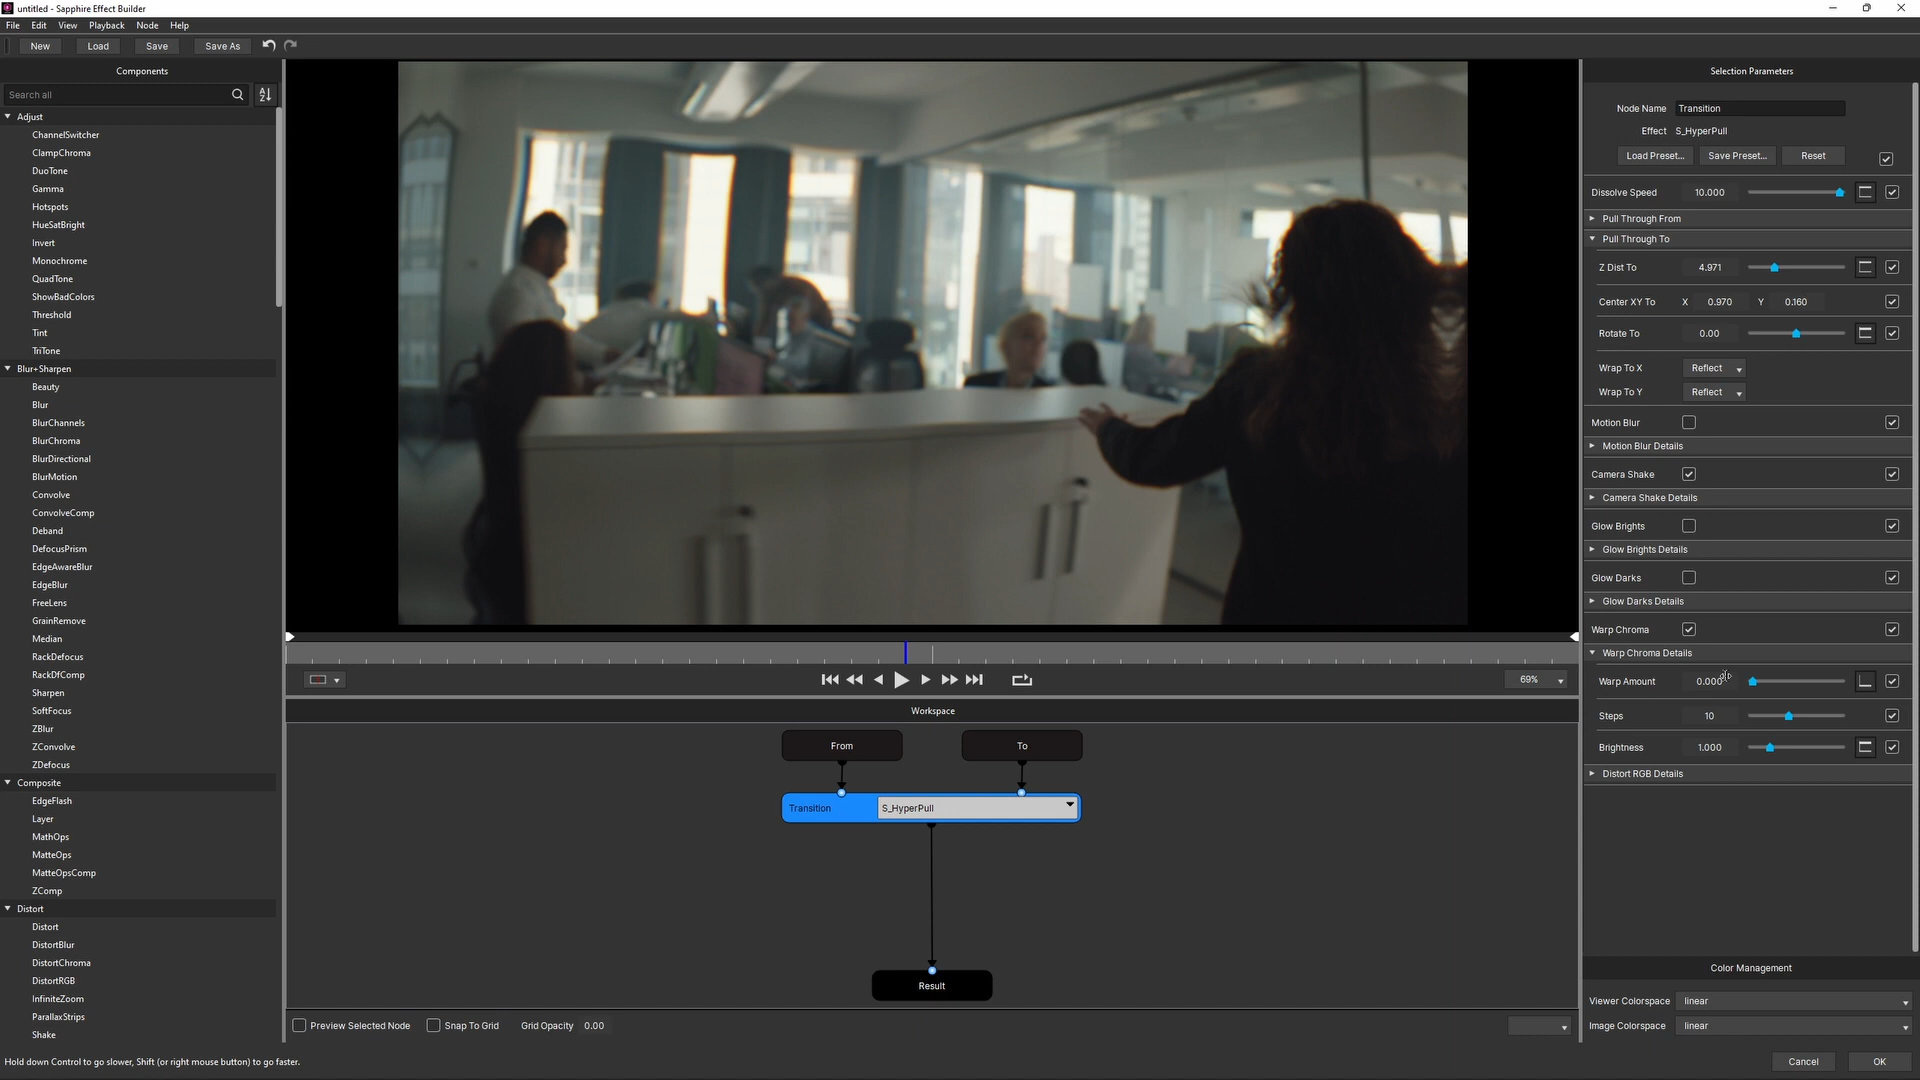 untitled - Sapphire Effect Builder
File Edit View Playback Node Help
New Load Save Save As
Components
Search all
Adjust
ChannelSwitcher
ClampChroma
DuoTone
Gamma
Hotspots
HueSatBright
Invert
Monochrome
QuadTone
ShowBadColors
Threshold
Tint
TriTone
Blur+Sharpen
Beauty
Blur
BlurChannels
BlurChroma
BlurDirectional
BlurMotion
Convolve
ConvolveComp
Deband
DefocusPrism
EdgeAwareBlur
EdgeBlur
FreeLens
GrainRemove
Median
RackDefocus
RackDfComp
Sharpen
SoftFocus
ZBlur
ZConvolve
ZDefocus
Composite
EdgeFlash
Layer
MathOps
MatteOps
MatteOpsComp
ZComp
Distort
Distort
DistortBlur
DistortChroma
DistortRGB
InfiniteZoom
ParallaxStrips
Shake
69%
Workspace
From To
Transition S_HyperPull
Result
Preview Selected Node Snap To Grid Grid Opacity 0.00
Selection Parameters
Node Name Transition
Effect S_HyperPull
Load Preset... Save Preset... Reset
Dissolve Speed 10.000
Pull Through From
Pull Through To
Z Dist To 4.971
Center XY To X 0.970 Y 0.160
Rotate To 0.00
Wrap To X Reflect
Wrap To Y Reflect
Motion Blur
Motion Blur Details
Camera Shake
Camera Shake Details
Glow Brights
Glow Brights Details
Glow Darks
Glow Darks Details
Warp Chroma
Warp Chroma Details
Warp Amount 0.000
Steps 10
Brightness 1.000
Distort RGB Details
Color Management
Viewer Colorspace linear
Image Colorspace linear
Hold down Control to go slower, Shift (or right mouse button) to go faster.
Cancel OK